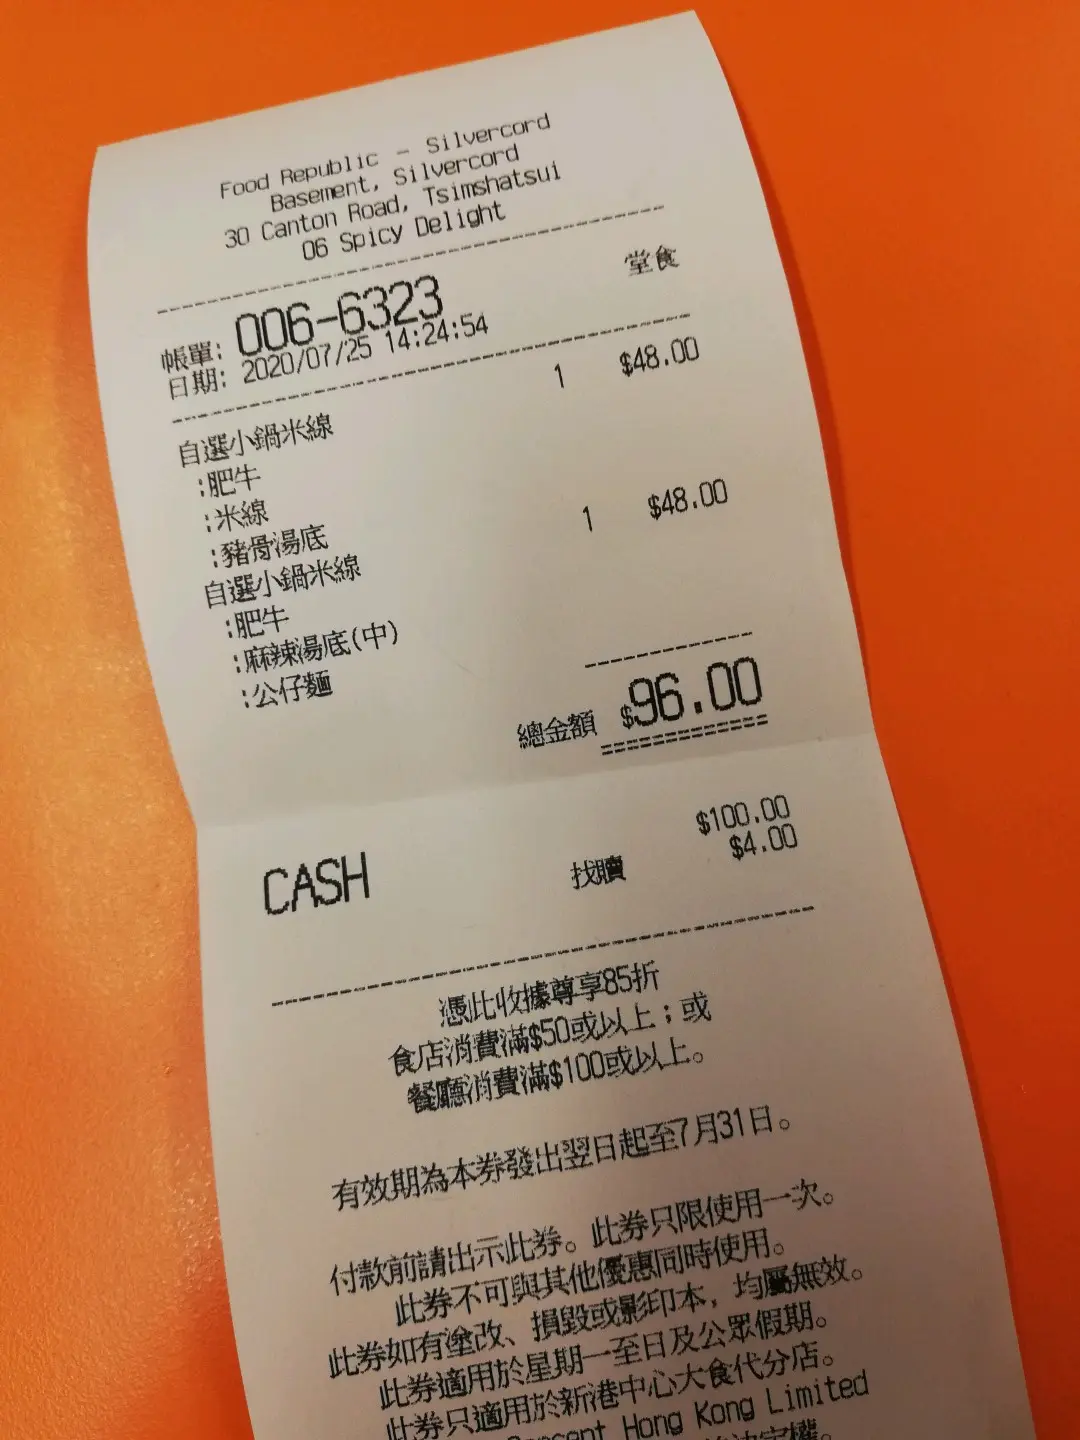 Food Republic - Silvercord
Basement, Silvercord
30 Canton Road, Tsimshatsui
06 Spicy Delight
堂食
帳單: 006-6323
日期: 2020/07/25 14:24:54
自選小鍋米線 1 $48.00
:肥牛
:米線
:豬骨湯底
自選小鍋米線 1 $48.00
:肥牛
:麻辣湯底(中)
:公仔麵
總金額 $96.00
CASH $100.00
找贖 $4.00
憑此收據尊享85折
食店消費滿$50或以上；或
餐廳消費滿$100或以上。
有效期為本券發出翌日起至7月31日。
付款前請出示此券。此券只限使用一次。
此券不可與其他優惠同時使用。
此券如有塗改、損毀或影印本，均屬無效。
此券適用於星期一至日及公眾假期。
此券只適用於新港中心大食代分店。
Hong Kong Limited
決定權。